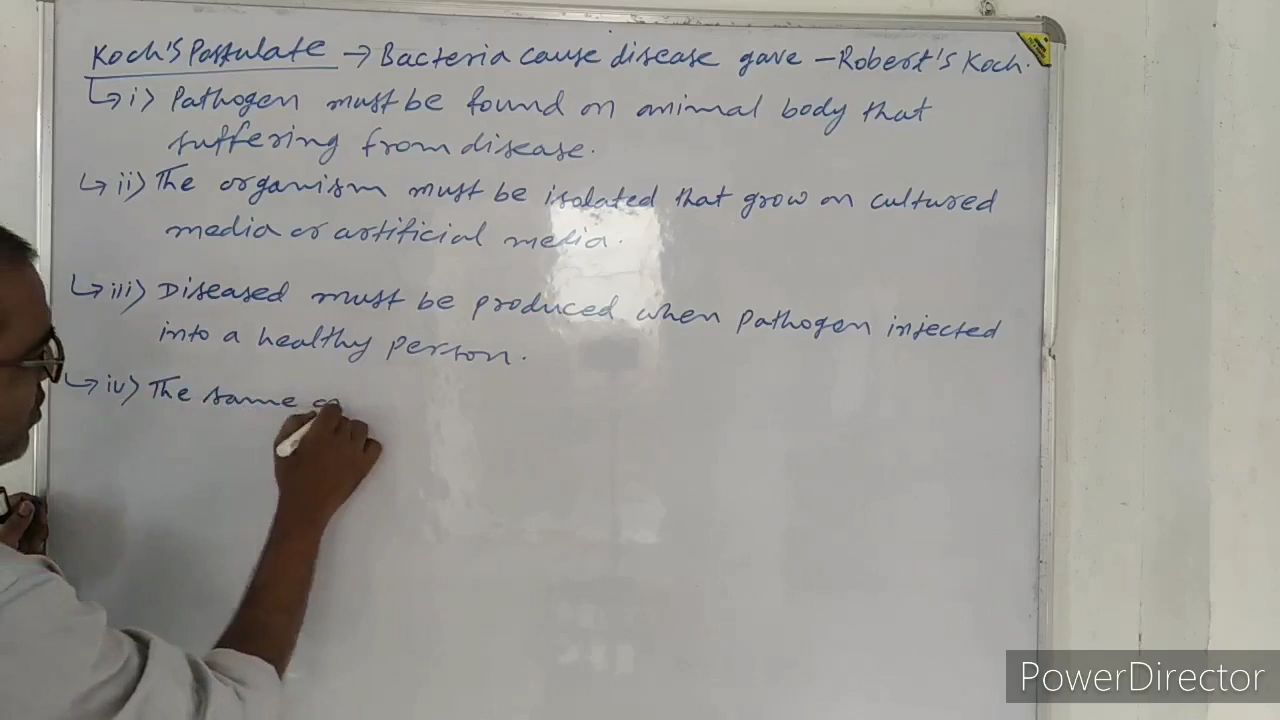 Koch's Postulate → Bacteria cause disease gave – Robert's Koch.
↳ i) Pathogen must be found on animal body that
suffering from disease.
↳ ii) The organism must be isolated that grow on cultured
media or artificial media.
↳ iii) Diseased must be produced when pathogen injected
into a healthy person.
↳ iv) The same
PowerDirector